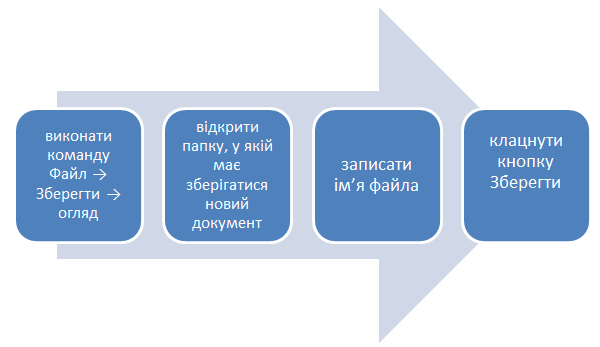 виконати
команду
Файл →
Зберегти →
огляд
відкрити
папку, у якій
має
зберігатися
новий
документ
записати
ім’я файла
клацнути
кнопку
Зберегти